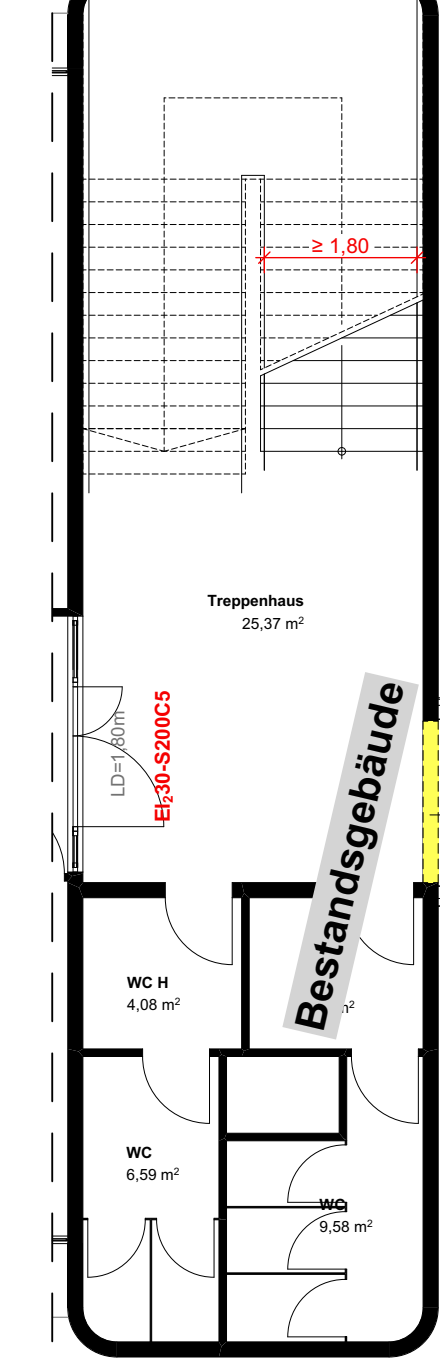 ≥ 1,80
Treppenhaus
25,37 m²
LD=1,80m
EI₂30-S200C5
Bestandsgebäude
WC H
4,08 m²
WC
6,59 m²
WC
9,58 m²